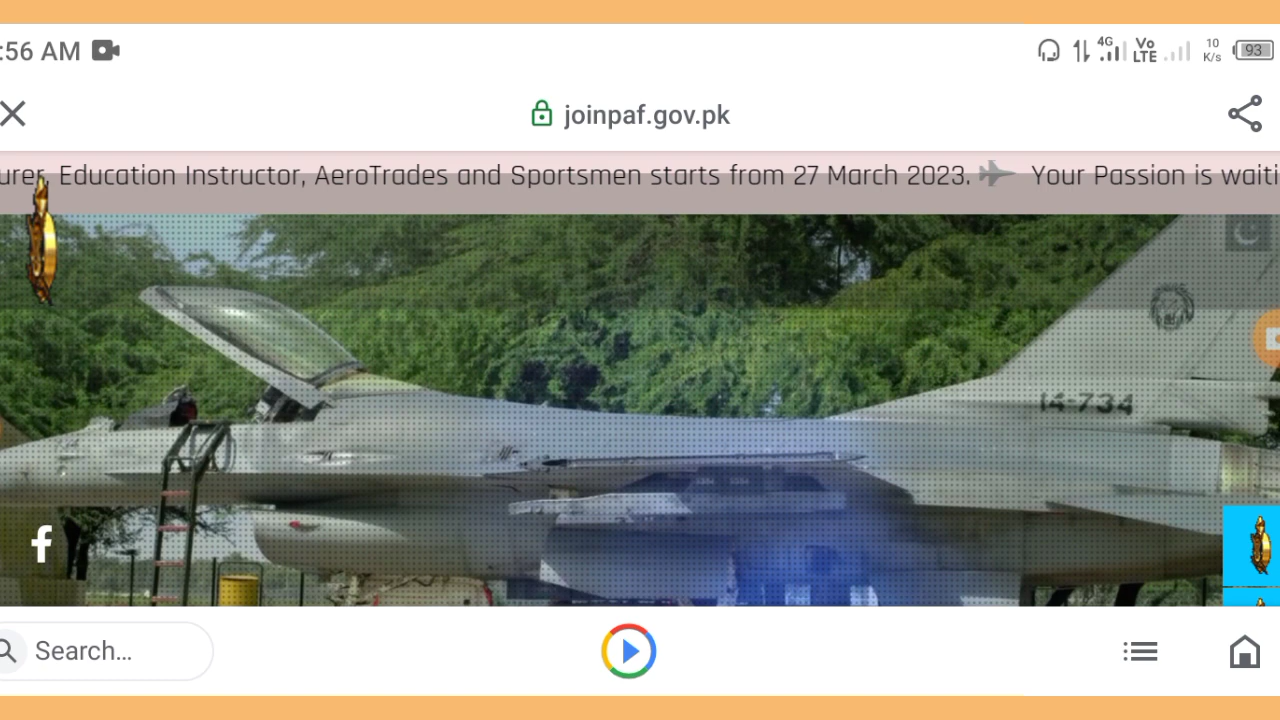 :56 AM 4G Vo LTE 10 K/s 93
joinpaf.gov.pk
urer, Education Instructor, AeroTrades and Sportsmen starts from 27 March 2023. Your Passion is waiti
14-734
f
Search...